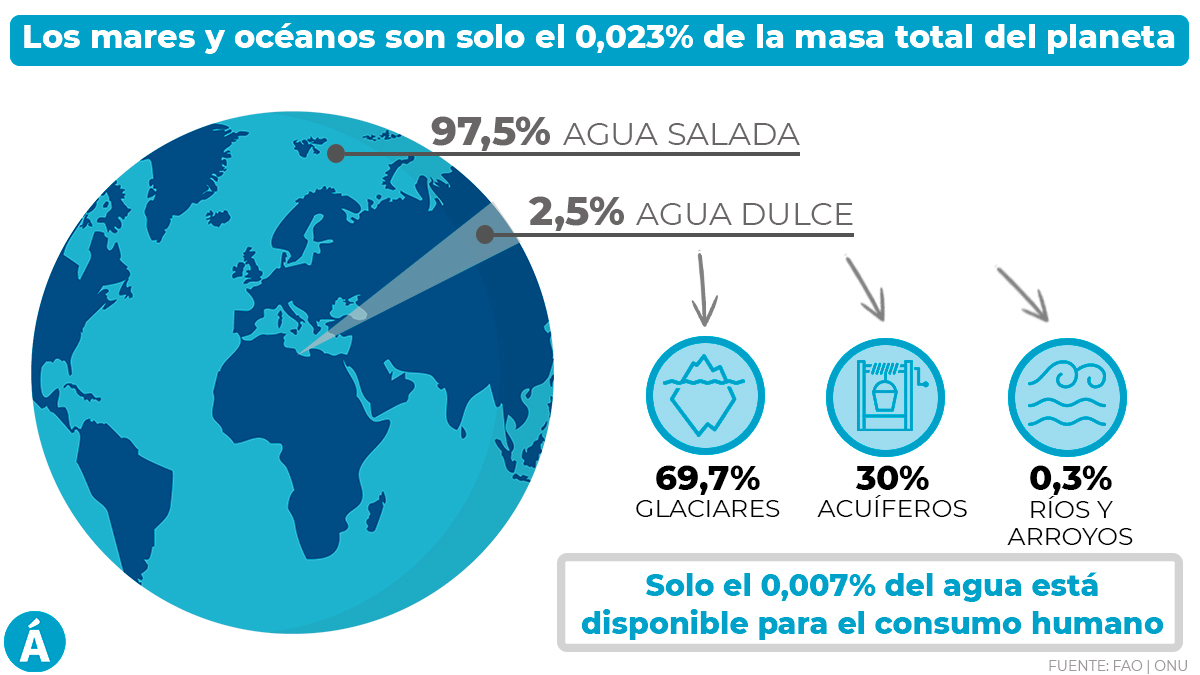 Los mares y océanos son solo el 0,023% de la masa total del planeta
97,5% AGUA SALADA
2,5% AGUA DULCE
69,7%
GLACIARES
30%
ACUÍFEROS
0,3%
RÍOS Y
ARROYOS
Solo el 0,007% del agua está
disponible para el consumo humano
Á
FUENTE: FAO | ONU